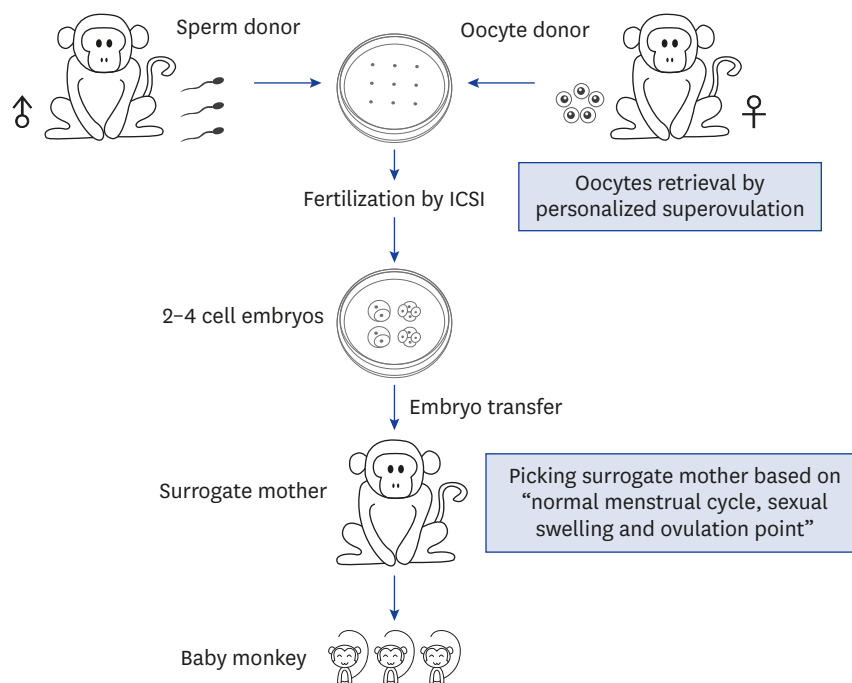 Sperm donor
Oocyte donor
Fertilization by ICSI
Oocytes retrieval by
personalized superovulation
2–4 cell embryos
Embryo transfer
Surrogate mother
Picking surrogate mother based on
“normal menstrual cycle, sexual
swelling and ovulation point”
Baby monkey